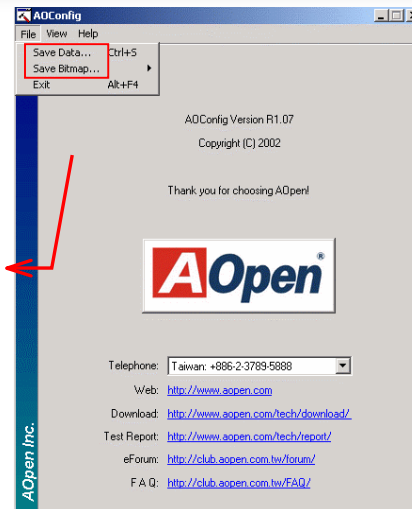 AOConfig
File View Help
Save Data... Ctrl+S
Save Bitmap...
Exit Alt+F4
AOConfig Version R1.07
Copyright (C) 2002
Thank you for choosing AOpen!
AOpen®
Telephone: Taiwan: +886-2-3789-5888
Web: http://www.aopen.com
Download: http://www.aopen.com/tech/download/
Test Report: http://www.aopen.com/tech/report/
eForum: http://club.aopen.com.tw/forum/
F A Q: http://club.aopen.com.tw/FAQ/
AOpen Inc.